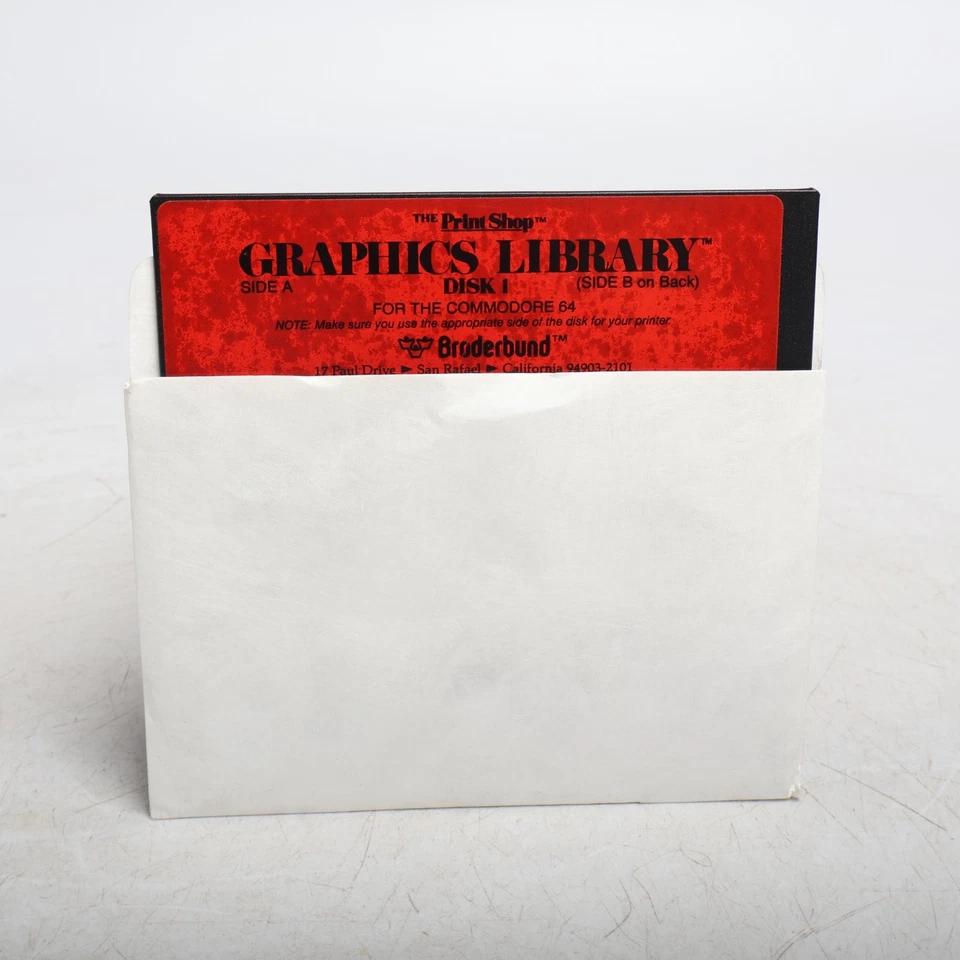 THE Print Shop™
GRAPHICS LIBRARY™
SIDE A DISK 1 (SIDE B on Back)
FOR THE COMMODORE 64
NOTE: Make sure you use the appropriate side of the disk for your printer.
Brøderbund™
17 Paul Drive ► San Rafael ► California 94903-2101